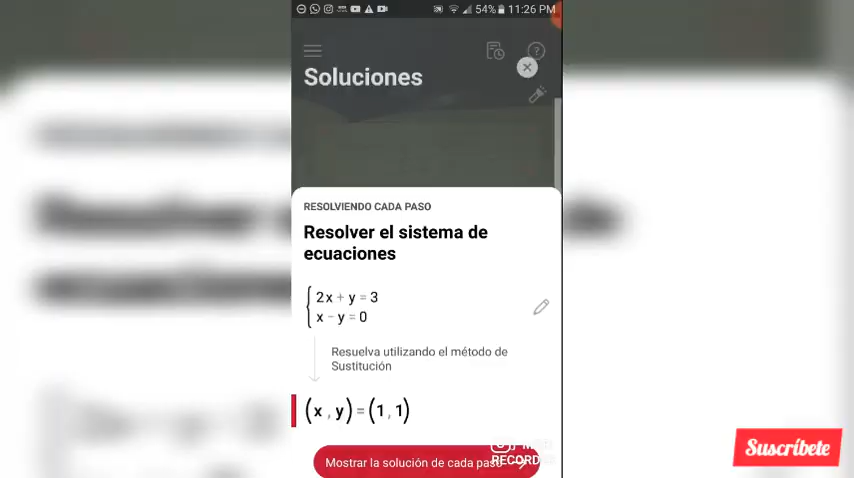 54% 11:26 PM
Soluciones
RESOLVIENDO CADA PASO
Resolver el sistema de
ecuaciones
2x + y = 3
x - y = 0
Resuelva utilizando el método de
Sustitución
(x , y) = (1 , 1)
Mostrar la solución de cada paso
Suscríbete